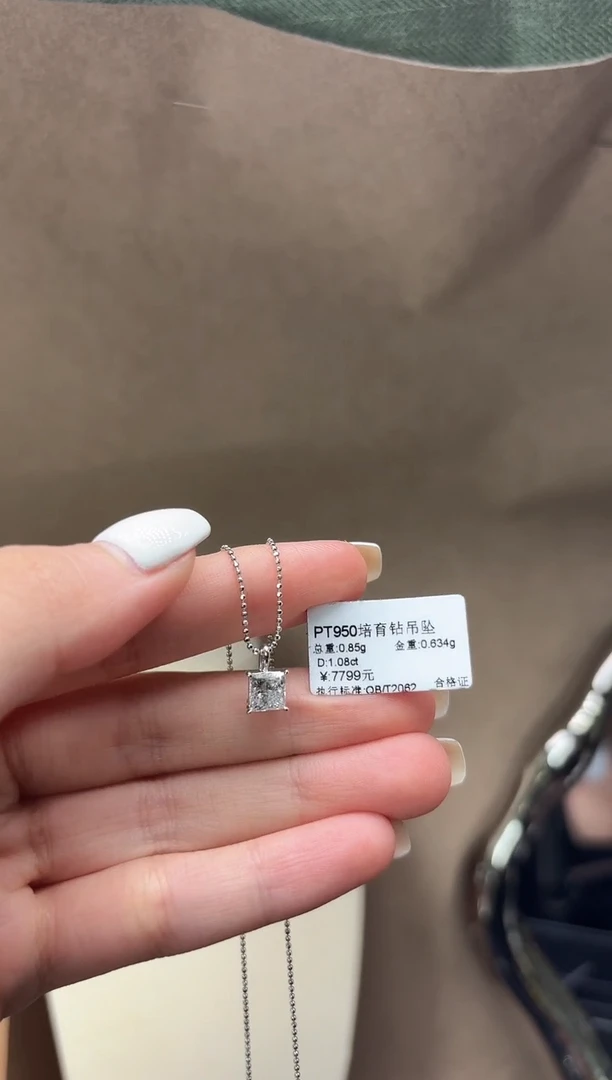 PT950培育钻吊坠
总重:0.85g 金重:0.634g
D:1.08ct
¥:7799元
执行标准:QB/T2062 合格证